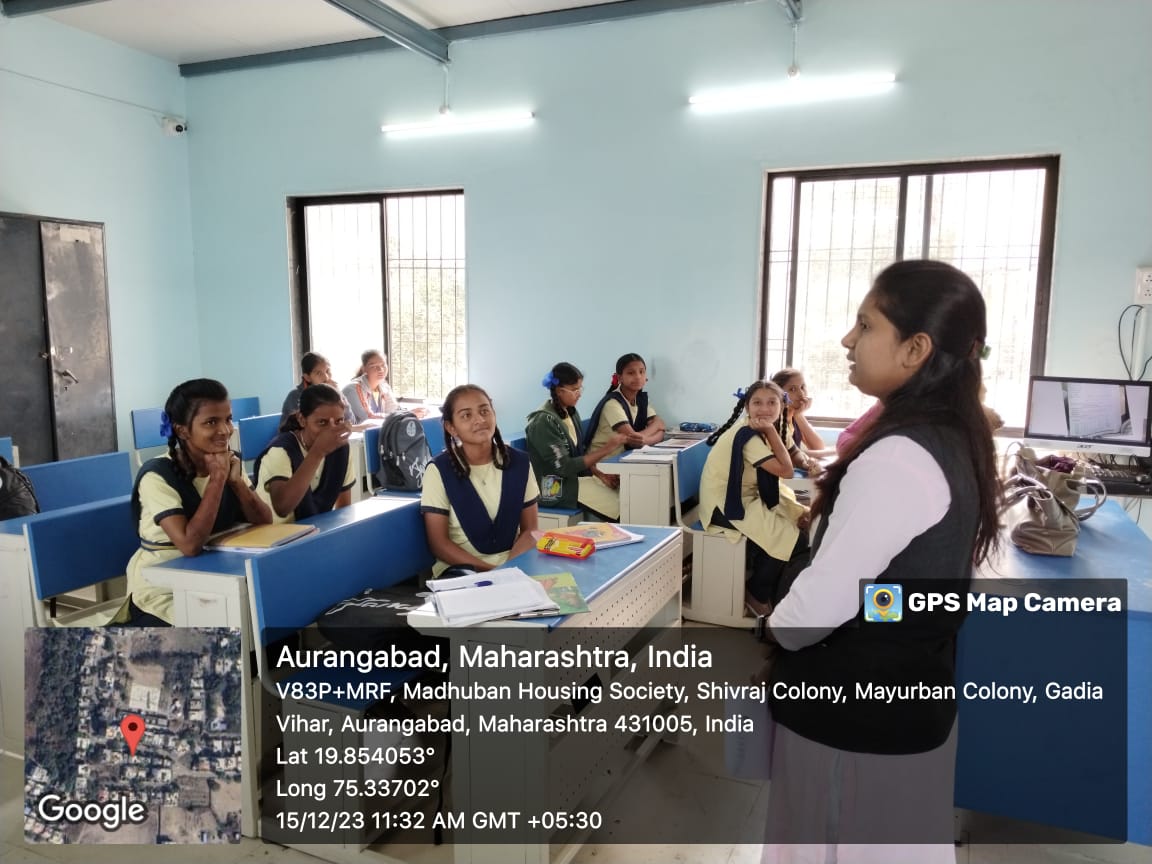 GPS Map Camera
Aurangabad, Maharashtra, India
V83P+MRF, Madhuban Housing Society, Shivraj Colony, Mayurban Colony, Gadia
Vihar, Aurangabad, Maharashtra 431005, India
Lat 19.854053°
Long 75.33702°
15/12/23 11:32 AM GMT +05:30
Google
acer